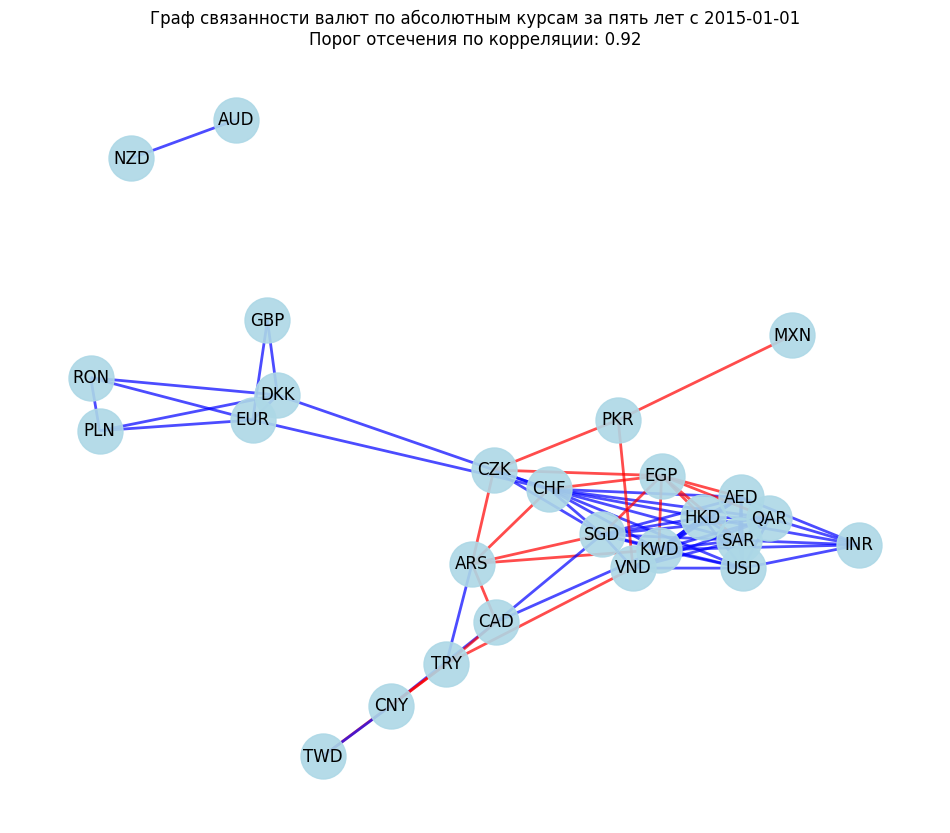 Граф связанности валют по абсолютным курсам за пять лет с 2015-01-01
Порог отсечения по корреляции: 0.92
AUD
NZD
GBP
MXN
RON
DKK
EUR
PKR
PLN
CZK
EGP
CHF
AED
HKD
QAR
SGD
SAR
INR
KWD
ARS
VND
USD
CAD
TRY
CNY
TWD